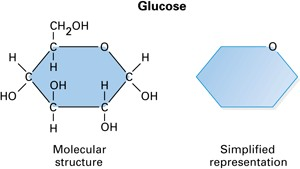 Glucose
CH2OH
C
O
H
H
H
C
OH
H
C
HO
C
C
OH
H
OH
O
Molecular
structure
Simplified
representation